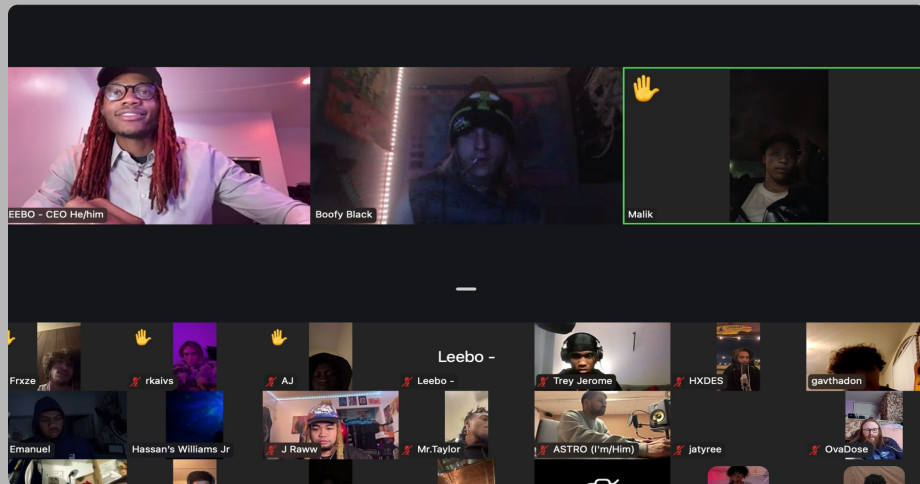 EEBO - CEO He/him
Boofy Black
Malik
Leebo -
Frxze
rkaivs
AJ
Leebo -
Trey Jerome
HXDES
gavthadon
Emanuel
Hassan's Williams Jr
J Raww
Mr.Taylor
ASTRO (I'm/Him)
jatyree
OvaDose